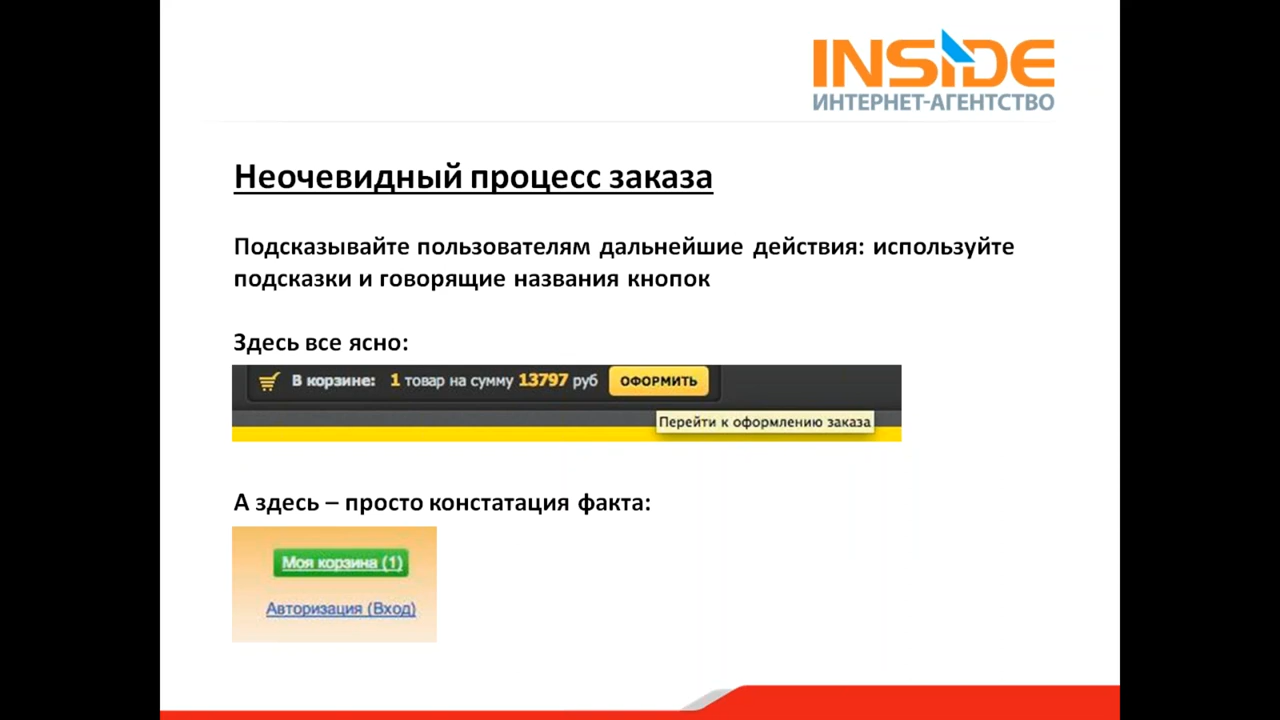 INSIDE
ИНТЕРНЕТ-АГЕНТСТВО
Неочевидный процесс заказа
Подсказывайте пользователям дальнейшие действия: используйте
подсказки и говорящие названия кнопок
Здесь все ясно:
В корзине: 1 товар на сумму 13797 руб ОФОРМИТЬ
Перейти к оформлению заказа
А здесь – просто констатация факта:
Моя корзина (1)
Авторизация (Вход)